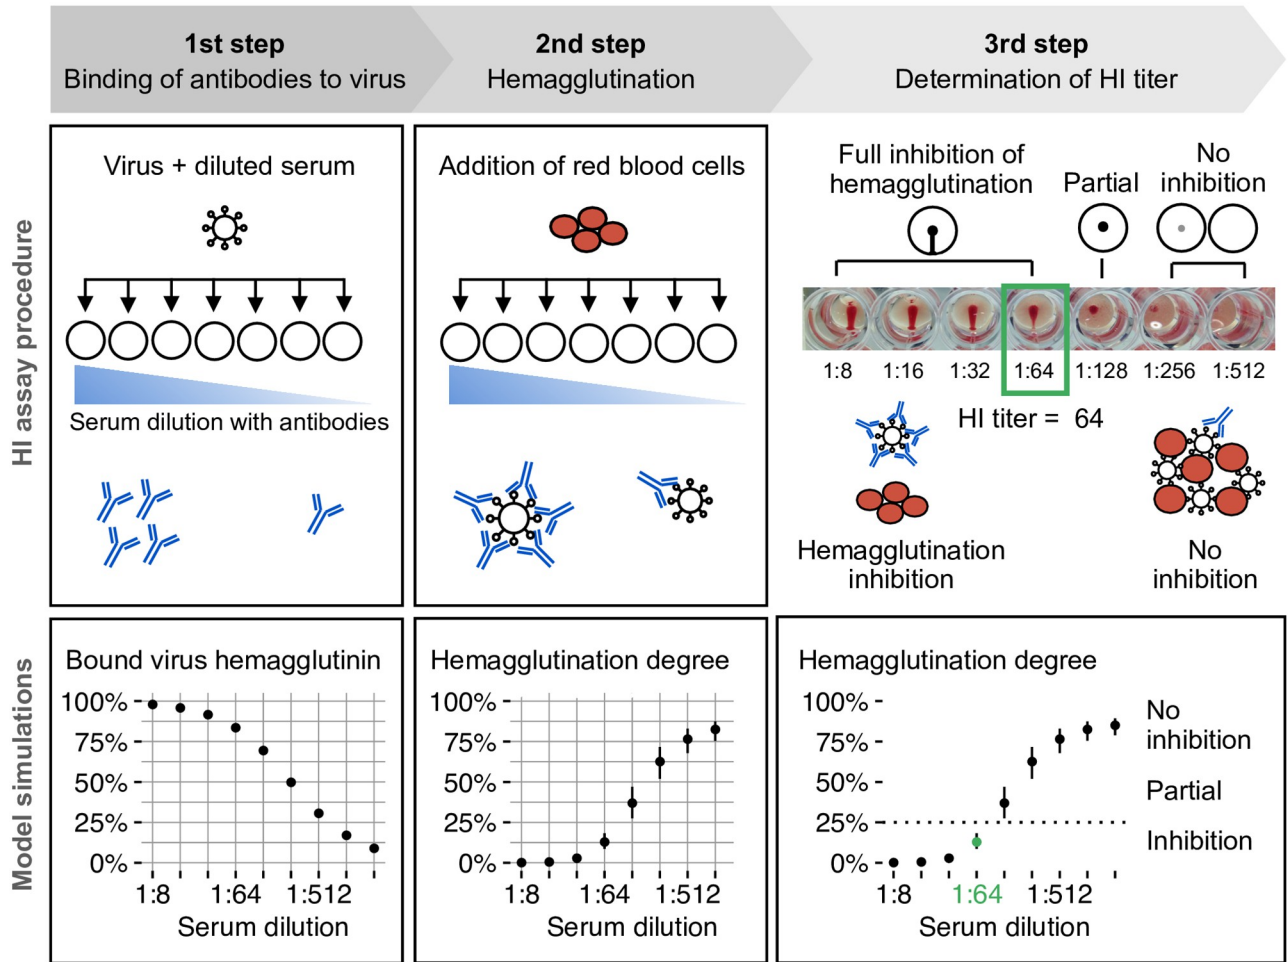 1st step
Binding of antibodies to virus
2nd step
Hemagglutination
3rd step
Determination of HI titer
HI assay procedure
Virus + diluted serum
Serum dilution with antibodies
Addition of red blood cells
Full inhibition of
hemagglutination
Partial
No
inhibition
1:8
1:16
1:32
1:64
1:128
1:256
1:512
HI titer = 64
Hemagglutination
inhibition
No
inhibition
Model simulations
Bound virus hemagglutinin
100%
75%
50%
25%
0%
1:8
1:64
1:512
Serum dilution
Hemagglutination degree
100%
75%
50%
25%
0%
1:8
1:64
1:512
Serum dilution
Hemagglutination degree
100%
75%
50%
25%
0%
No
inhibition
Partial
Inhibition
1:8
1:64
1:512
Serum dilution